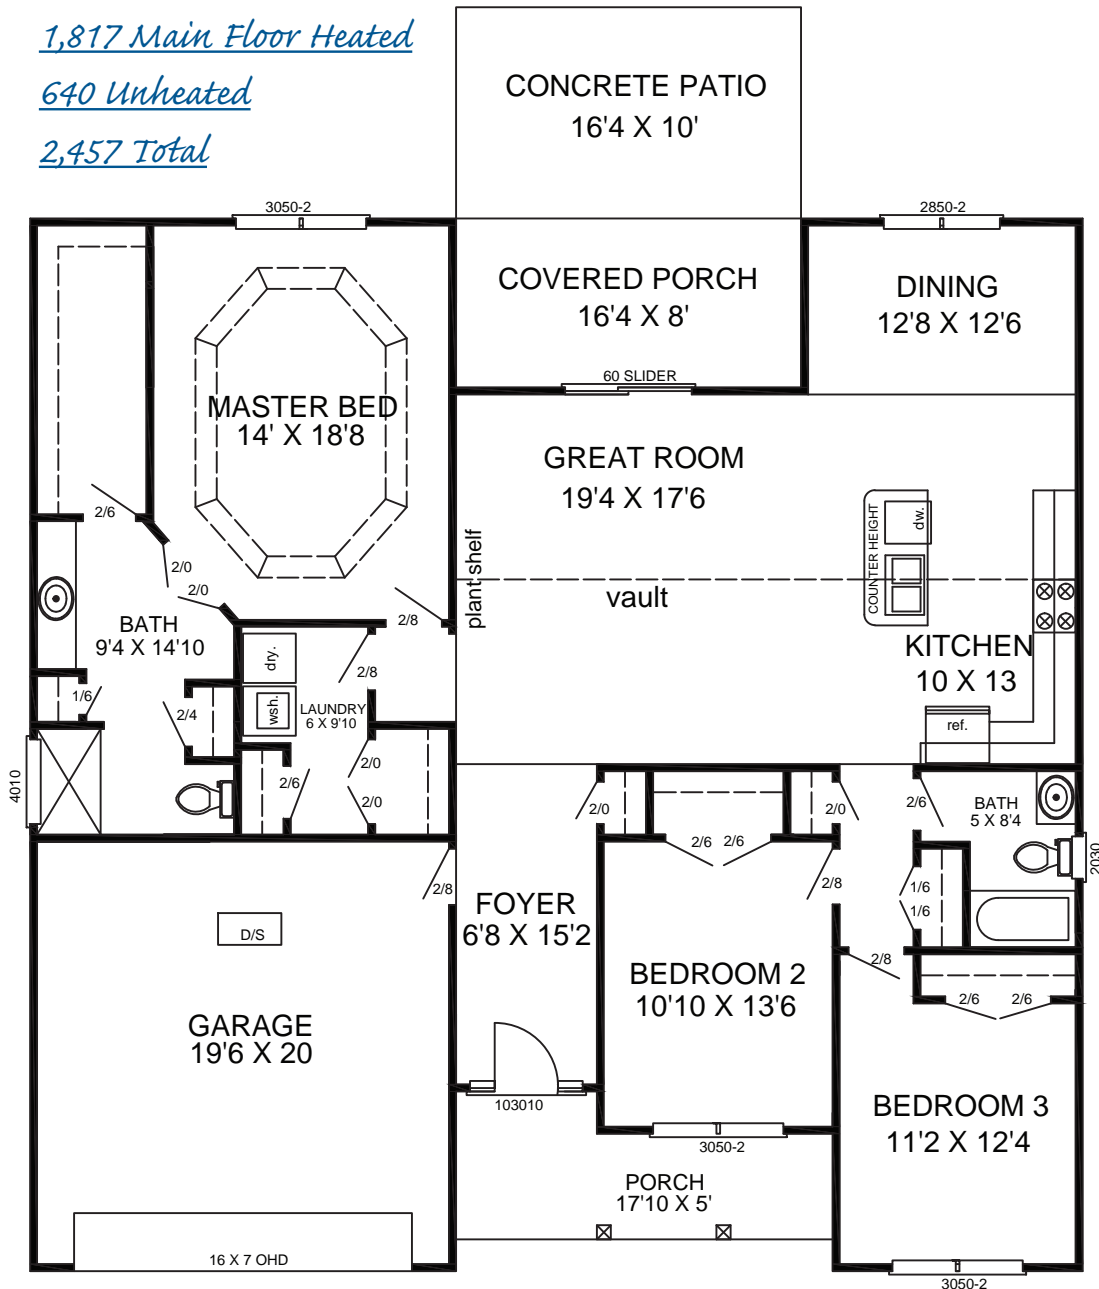 1,817 Main Floor Heated
640 Unheated
2,457 Total
CONCRETE PATIO
16'4 X 10'
3050-2
2850-2
COVERED PORCH
16'4 X 8'
DINING
12'8 X 12'6
60 SLIDER
MASTER BED
14' X 18'8
GREAT ROOM
19'4 X 17'6
2/6
COUNTER HEIGHT
dw.
plant shelf
vault
2/0
2/0
BATH
9'4 X 14'10
2/8
dry.
2/8
KITCHEN
10 X 13
1/6
2/4
wsh.
LAUNDRY
6 X 9'10
ref.
4010
2/6
2/0
2/0
2/0
2/0
2/6
BATH
5 X 8'4
2/6
2/6
2030
2/8
2/8
1/6
1/6
D/S
FOYER
6'8 X 15'2
2/8
BEDROOM 2
10'10 X 13'6
2/6
2/6
GARAGE
19'6 X 20
103010
BEDROOM 3
11'2 X 12'4
3050-2
PORCH
17'10 X 5'
16 X 7 OHD
3050-2